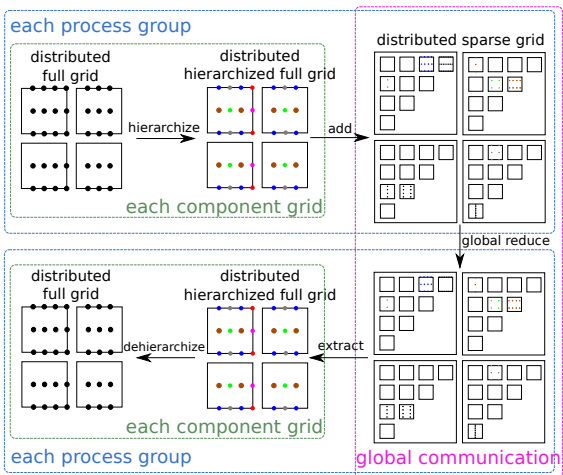 each process group
distributed
full grid
distributed
hierarchized full grid
distributed sparse grid
hierarchize
add
each component grid
global reduce
distributed
full grid
distributed
hierarchized full grid
dehierarchize
extract
each component grid
each process group
global communication